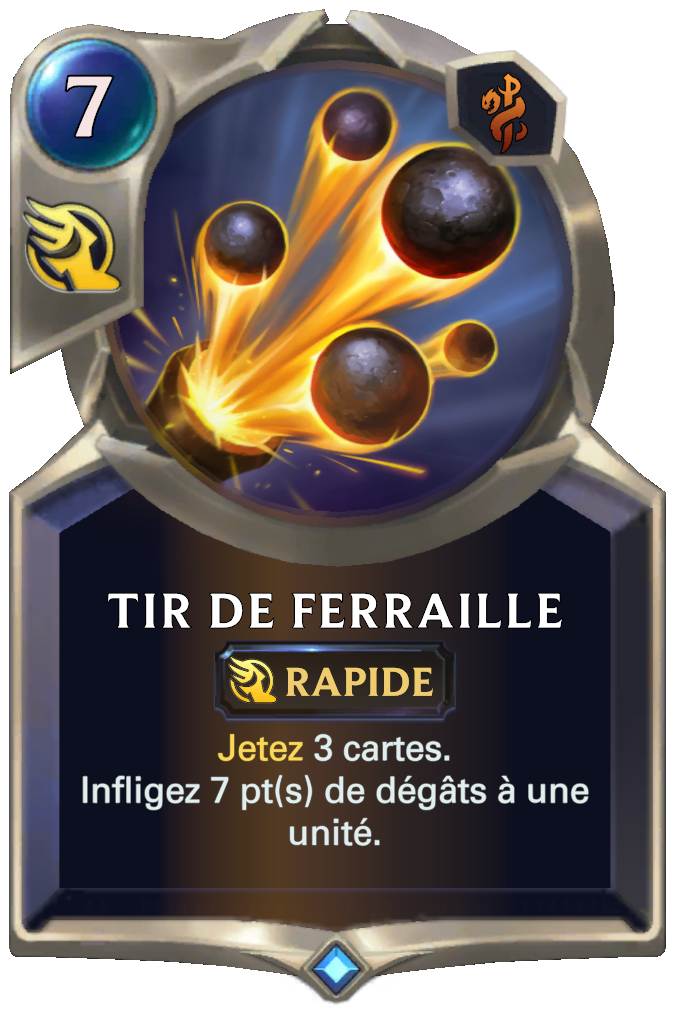 7
TIR DE FERRAILLE
RAPIDE
Jetez 3 cartes.
Infligez 7 pt(s) de dégâts à une
unité.